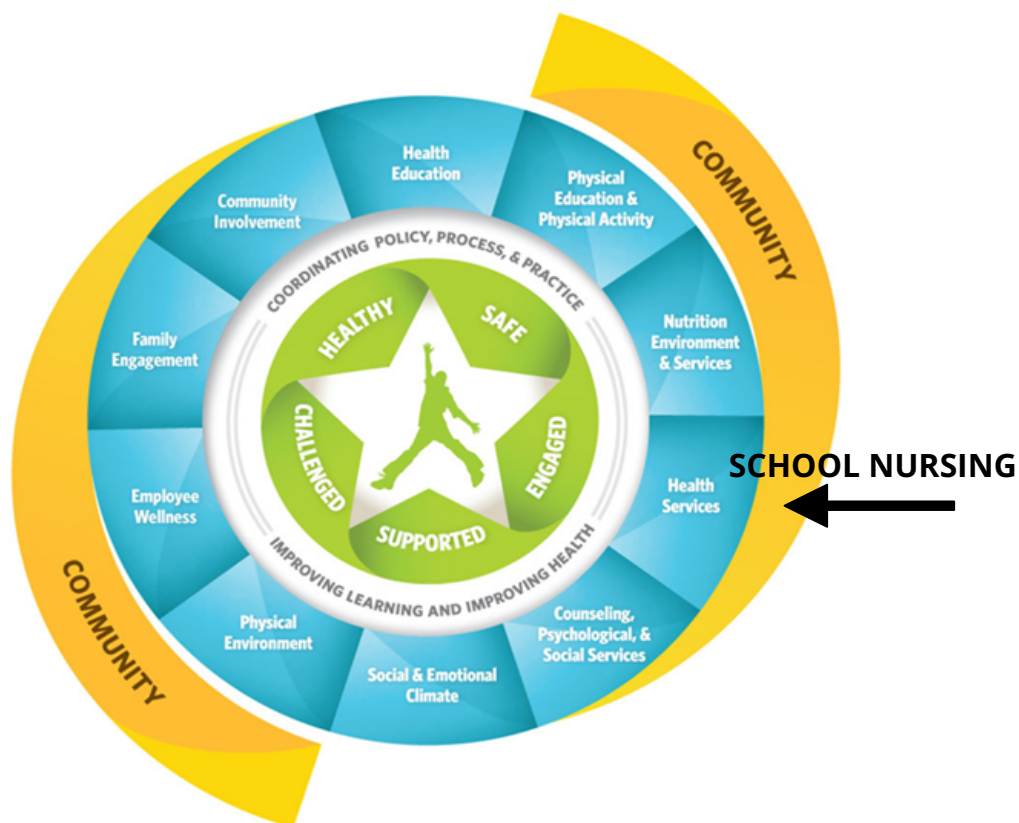 COMMUNITY
Health
Education
Physical
Education &
Physical Activity
Nutrition
Environment
& Services
SCHOOL NURSING
Health
Services
Counseling,
Psychological, &
Social Services
Social & Emotional
Climate
Physical
Environment
Employee
Wellness
Family
Engagement
Community
Involvement
COORDINATING POLICY, PROCESS, & PRACTICE
IMPROVING LEARNING AND IMPROVING HEALTH
HEALTHY
SAFE
ENGAGED
SUPPORTED
CHALLENGED
COMMUNITY